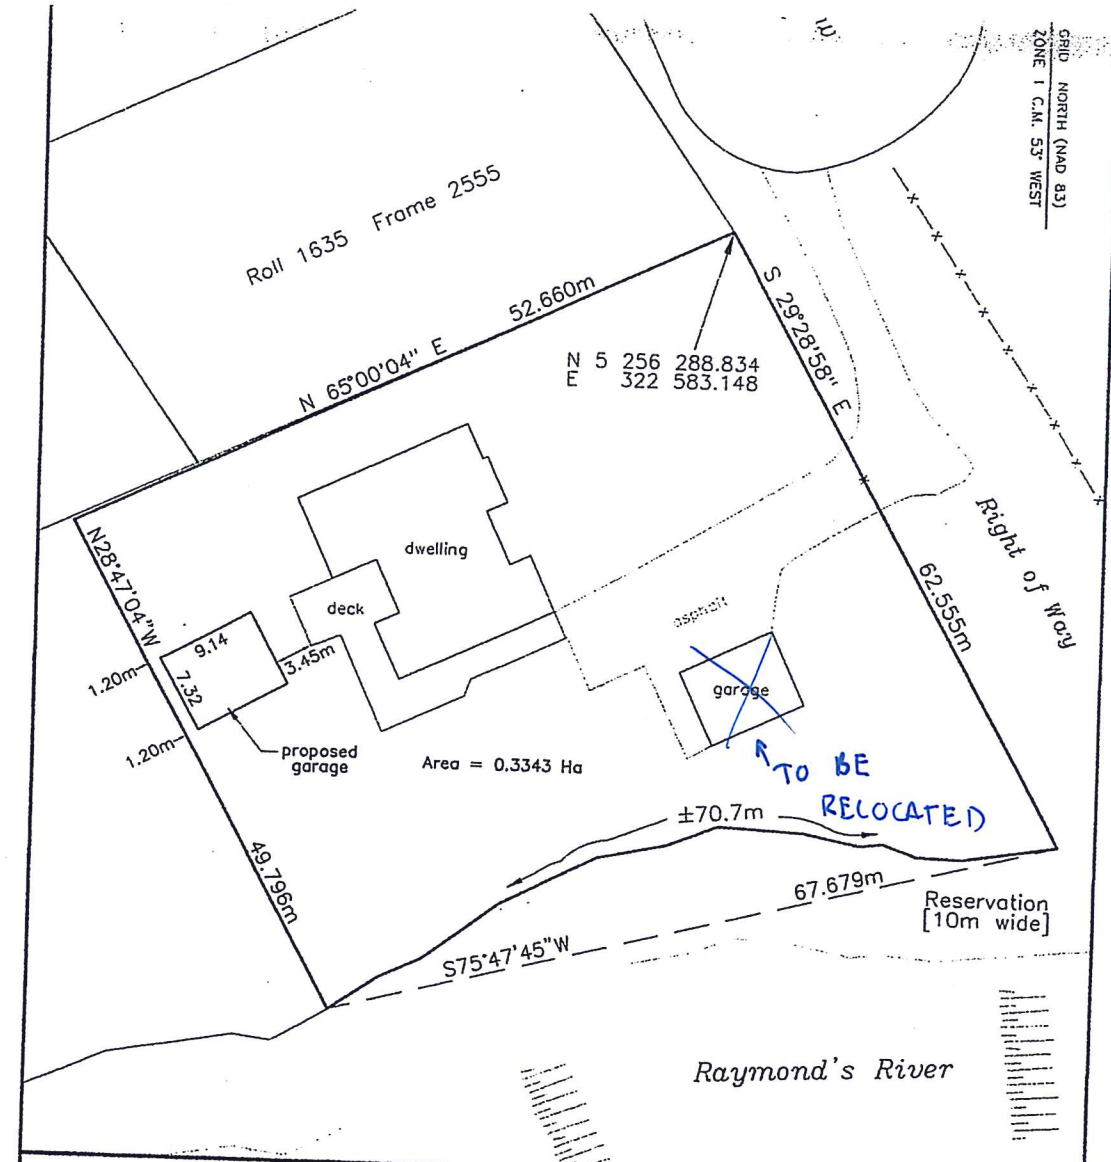 GRID NORTH (NAD 83)
ZONE 1 C.M. 53° WEST
Roll 1635 Frame 2555
52.660m
N 65°00'04" E
S 29°28'58" E
N 5 256 288.834
E 322 583.148
dwelling
deck
N28°47'04"W
9.14
7.32
3.45m
1.20m
1.20m
proposed
garage
Area = 0.3343 Ha
asphalt
garage
TO BE
RELOCATED
Right of Way
62.555m
±70.7m
49.796m
67.679m
S75°47'45"W
Reservation
[10m wide]
Raymond's River